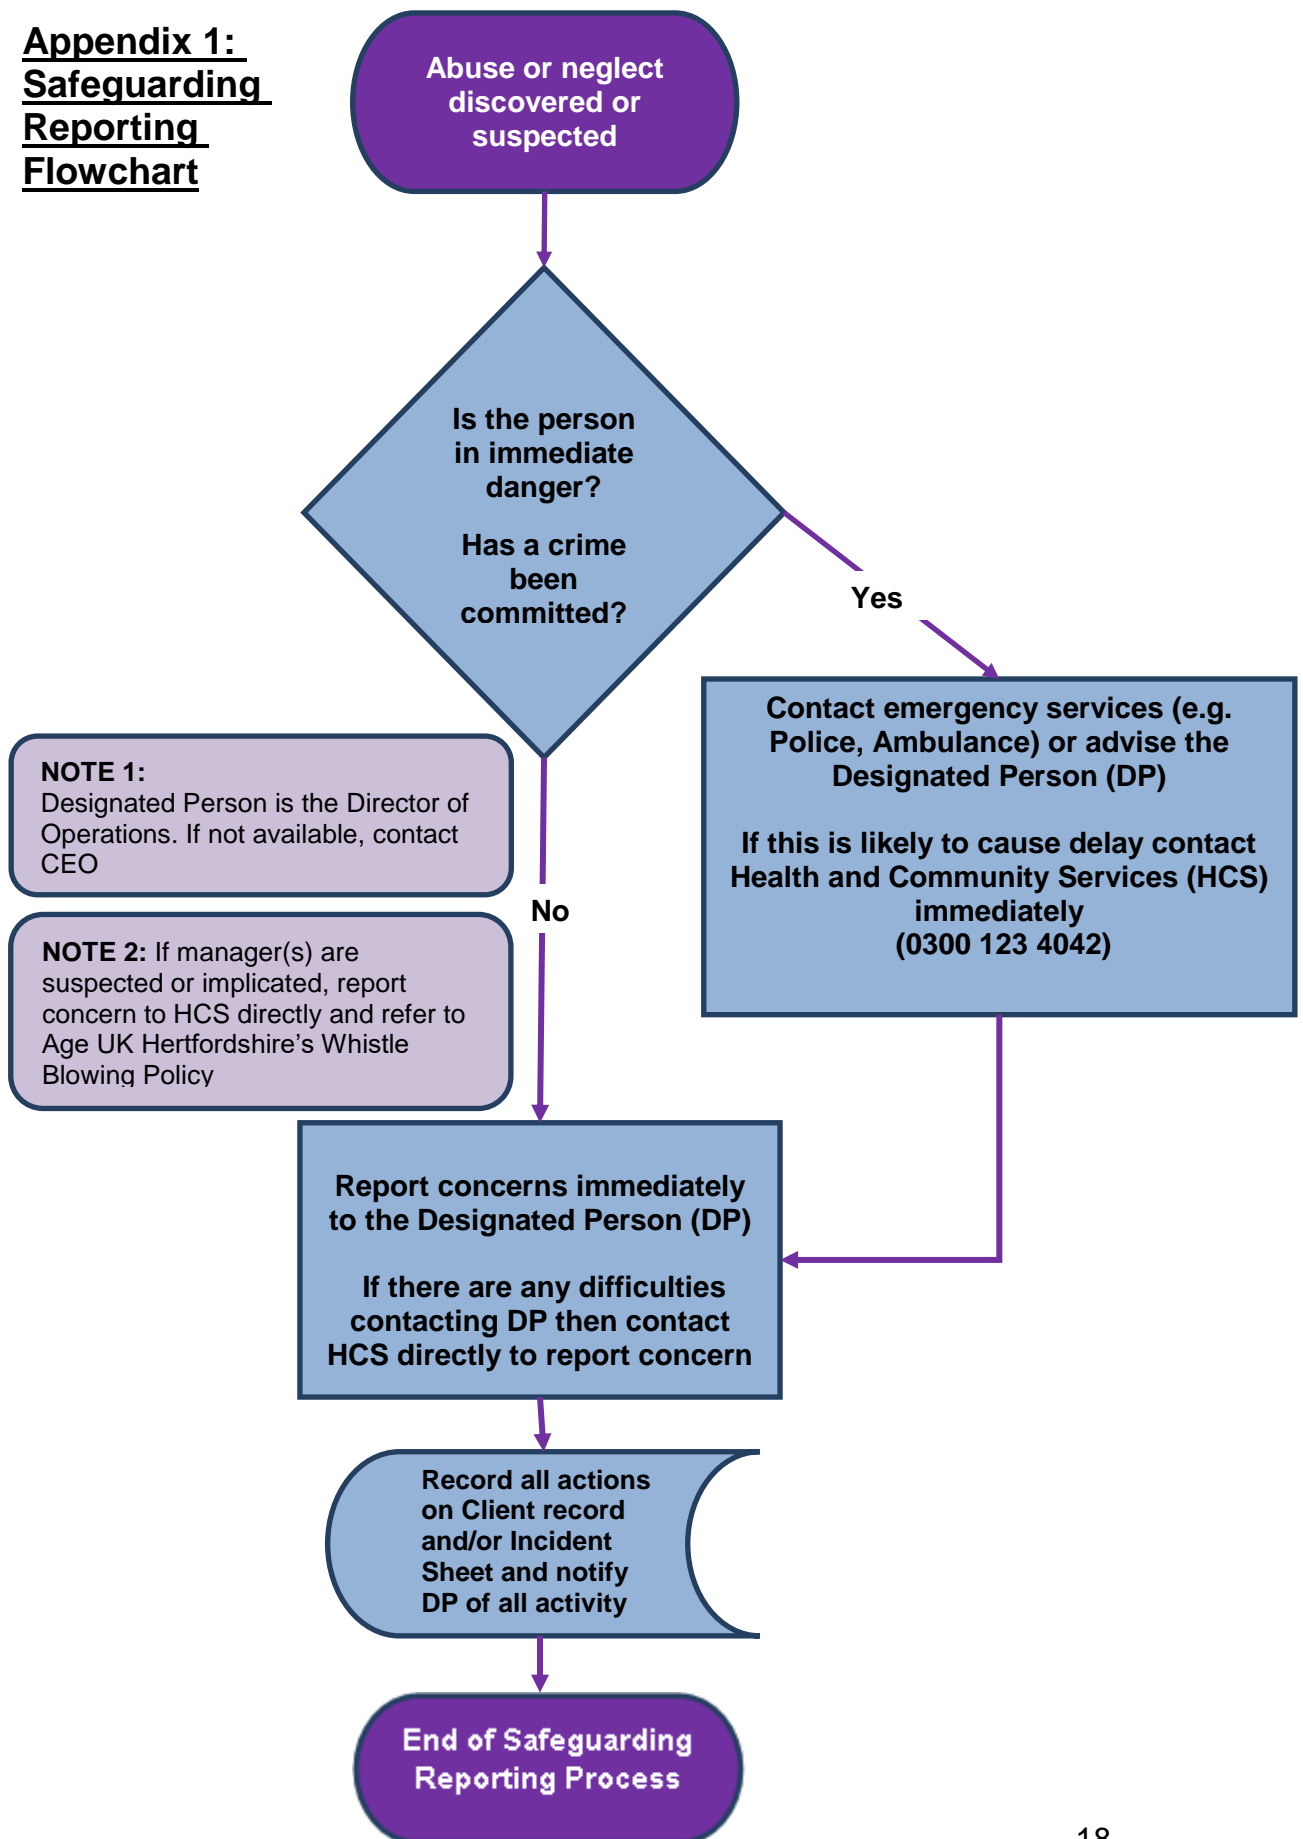 Appendix 1:
Safeguarding
Reporting
Flowchart
Abuse or neglect
discovered or
suspected
Is the person
in immediate
danger?
Has a crime
been
committed?
Yes
Contact emergency services (e.g.
Police, Ambulance) or advise the
Designated Person (DP)
If this is likely to cause delay contact
Health and Community Services (HCS)
immediately
(0300 123 4042)
NOTE 1:
Designated Person is the Director of
Operations. If not available, contact
CEO
No
NOTE 2: If manager(s) are
suspected or implicated, report
concern to HCS directly and refer to
Age UK Hertfordshire’s Whistle
Blowing Policy
Report concerns immediately
to the Designated Person (DP)
If there are any difficulties
contacting DP then contact
HCS directly to report concern
Record all actions
on Client record
and/or Incident
Sheet and notify
DP of all activity
End of Safeguarding
Reporting Process
18